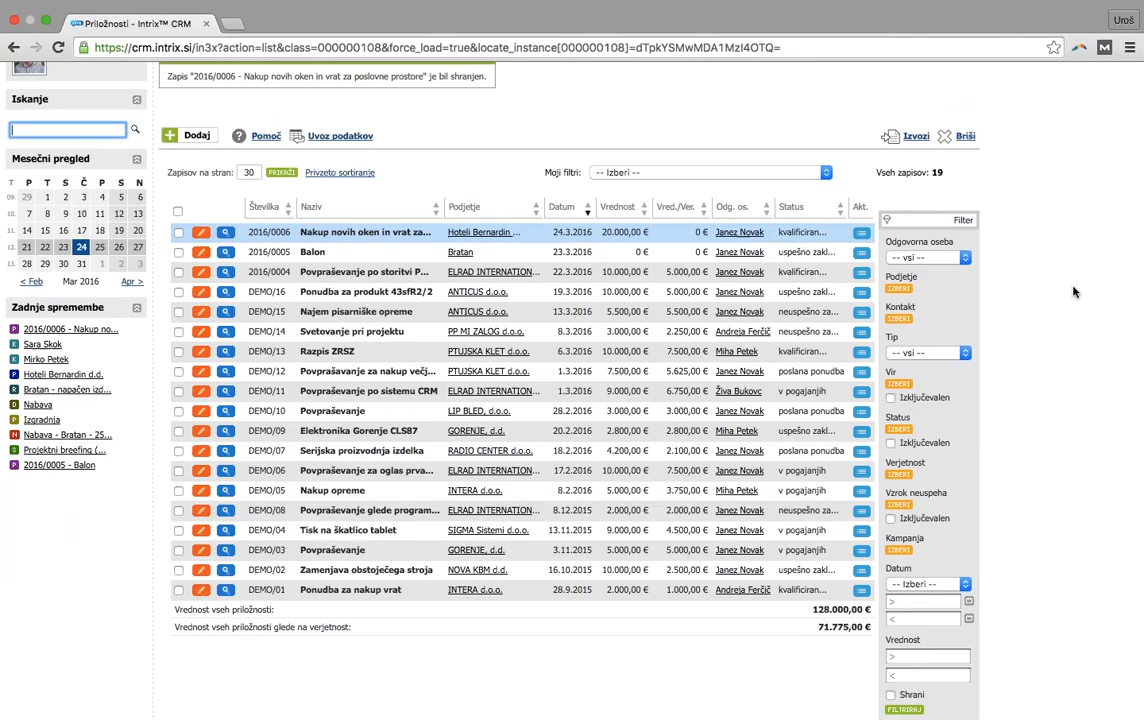 Priložnosti - Intrix™ CRM
Uroš
https://crm.intrix.si/in3x?action=list&class=000000108&force_load=true&locate_instance[000000108]=dTpkYSMwMDA1MzI4OTQ=
Zapis "2016/0006 - Nakup novih oken in vrat za poslovne prostore" je bil shranjen.
Iskanje
Mesečni pregled
T P T S Č P S N
09. 29 1 2 3 4 5 6
10. 7 8 9 10 11 12 13
11. 14 15 16 17 18 19 20
12. 21 22 23 24 25 26 27
13. 28 29 30 31 1 2 3
< Feb Mar 2016 Apr >
Zadnje spremembe
P 2016/0006 - Nakup no...
K Sara Skok
K Mirko Petek
P Hoteli Bernardin d.d.
R Bratan - napačen izd...
D Nabava
P Izgradnja
N Nabava - Bratan - 25...
S Projektni breefing (...
P 2016/0005 - Balon
Dodaj Pomoč Uvoz podatkov Izvozi Briši
Zapisov na stran: 30 PRIKAŽI Privzeto sortiranje Moji filtri: -- Izberi -- Vseh zapisov: 19
Številka Naziv Podjetje Datum Vrednost Vred./Ver. Odg. os. Status Akt.
2016/0006 Nakup novih oken in vrat za... Hoteli Bernardin ... 24.3.2016 20.000,00 € 0 € Janez Novak kvalificiran...
2016/0005 Balon Bratan 22.3.2016 0 € 0 € Janez Novak uspešno zakl...
2016/0004 Povpraševanje po storitvi P... ELRAD INTERNATION... 22.3.2016 10.000,00 € 5.000,00 € Janez Novak kvalificiran...
DEMO/16 Ponudba za produkt 43sfR2/2 ANTICUS d.o.o. 19.3.2016 10.000,00 € 5.000,00 € Janez Novak uspešno zakl...
DEMO/15 Najem pisarniške opreme ANTICUS d.o.o. 13.3.2016 5.500,00 € 5.500,00 € Janez Novak neuspešno za...
DEMO/14 Svetovanje pri projektu PP MI ZALOG d.o.o. 8.3.2016 3.000,00 € 2.250,00 € Andreja Ferčič neuspešno za...
DEMO/13 Razpis ZRSZ PTUJSKA KLET d.o.o. 6.3.2016 10.000,00 € 7.500,00 € Miha Petek kvalificiran...
DEMO/12 Povprašavanje za nakup večj... PTUJSKA KLET d.o.o. 1.3.2016 7.500,00 € 5.625,00 € Janez Novak poslana ponudba
DEMO/11 Povpraševanje po sistemu CRM ELRAD INTERNATION... 1.3.2016 9.000,00 € 6.750,00 € Živa Bukovc v pogajanjih
DEMO/10 Povpraševanje LIP BLED, d.o.o. 28.2.2016 3.000,00 € 3.000,00 € Janez Novak poslana ponudba
DEMO/09 Elektronika Gorenje CLS87 GORENJE, d.d. 20.2.2016 2.800,00 € 2.800,00 € Miha Petek poslana ponudba
DEMO/07 Serijska proizvodnja izdelka RADIO CENTER d.o.o. 18.2.2016 4.200,00 € 2.100,00 € Janez Novak poslana ponudba
DEMO/06 Povpraševanje za oglas prva... ELRAD INTERNATION... 17.2.2016 10.000,00 € 7.500,00 € Janez Novak v pogajanjih
DEMO/05 Nakup opreme INTERA d.o.o. 8.2.2016 5.000,00 € 3.750,00 € Miha Petek v pogajanjih
DEMO/08 Povpraševanje glede program... ELRAD INTERNATION... 8.12.2015 2.000,00 € 2.000,00 € Janez Novak neuspešno za...
DEMO/04 Tisk na škatlico tablet SIGMA Sistemi d.o.o. 13.11.2015 9.000,00 € 4.500,00 € Janez Novak v pogajanjih
DEMO/03 Povpraševanje GORENJE, d.d. 3.11.2015 5.000,00 € 5.000,00 € Janez Novak v pogajanjih
DEMO/02 Zamenjava obstoječega stroja NOVA KBM d.d. 16.10.2015 10.000,00 € 2.500,00 € Janez Novak uspešno zakl...
DEMO/01 Ponudba za nakup vrat INTERA d.o.o. 28.9.2015 2.000,00 € 1.000,00 € Andreja Ferčič kvalificiran...
Vrednost vseh priložnosti: 128.000,00 €
Vrednost vseh priložnosti glede na verjetnost: 71.775,00 €
Filter
Odgovorna oseba
-- vsi --
Podjetje
IZBERI
Kontakt
IZBERI
Tip
-- vsi --
Vir
IZBERI
Izključevalen
Status
IZBERI
Izključevalen
Verjetnost
IZBERI
Vzrok neuspeha
IZBERI
Izključevalen
Kampanja
IZBERI
Datum
-- Izberi --
>
<
Vrednost
>
<
Shrani
FILTRIRAJ